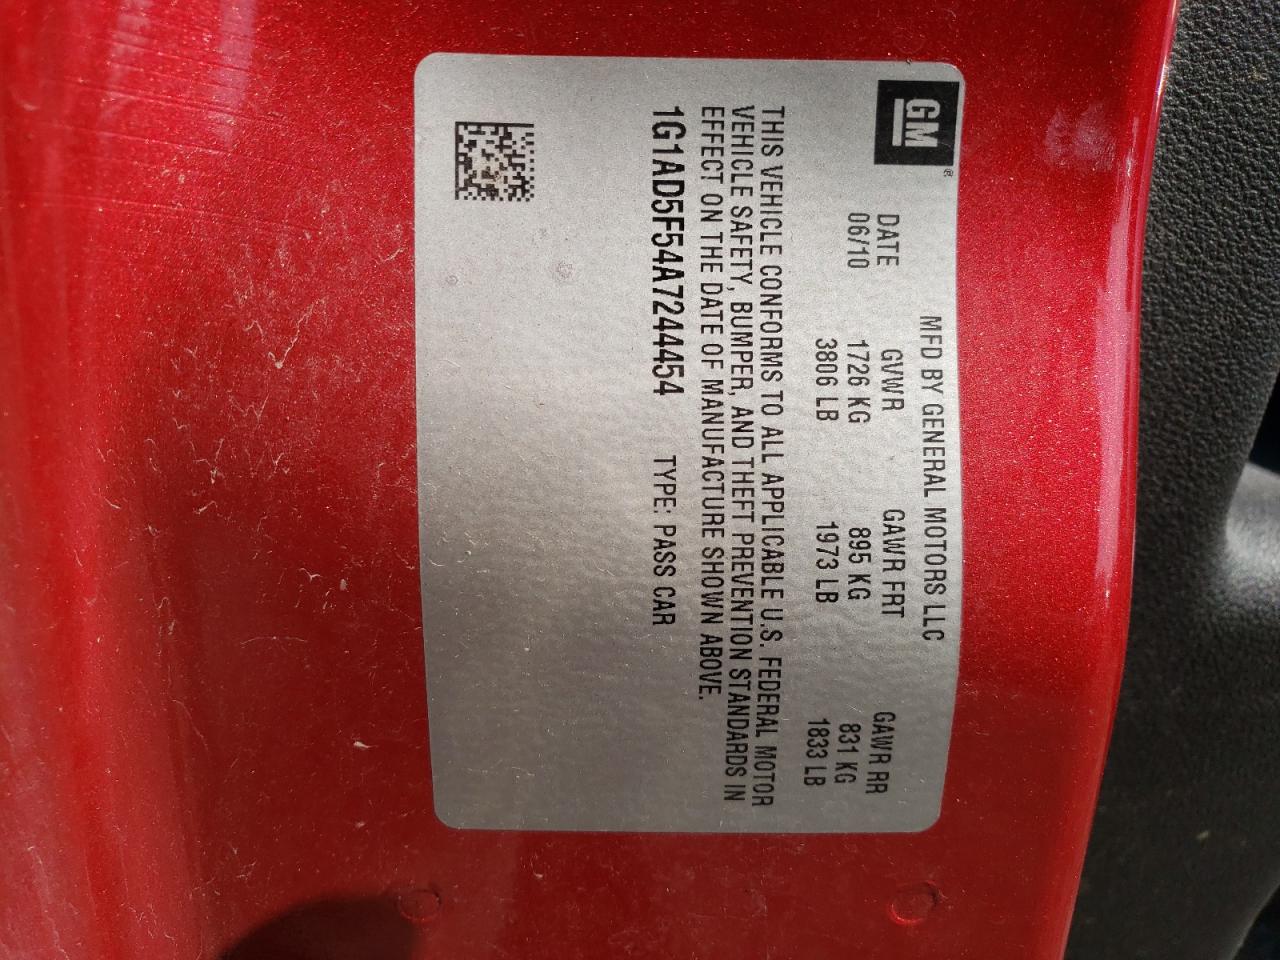 GM®
MFD BY GENERAL MOTORS LLC
DATE GVWR GAWR FRT GAWR RR
06/10 1726 KG 895 KG 831 KG
3806 LB 1973 LB 1833 LB
THIS VEHICLE CONFORMS TO ALL APPLICABLE U.S. FEDERAL MOTOR
VEHICLE SAFETY, BUMPER, AND THEFT PREVENTION STANDARDS IN
EFFECT ON THE DATE OF MANUFACTURE SHOWN ABOVE.
1G1AD5F54A7244454 TYPE: PASS CAR